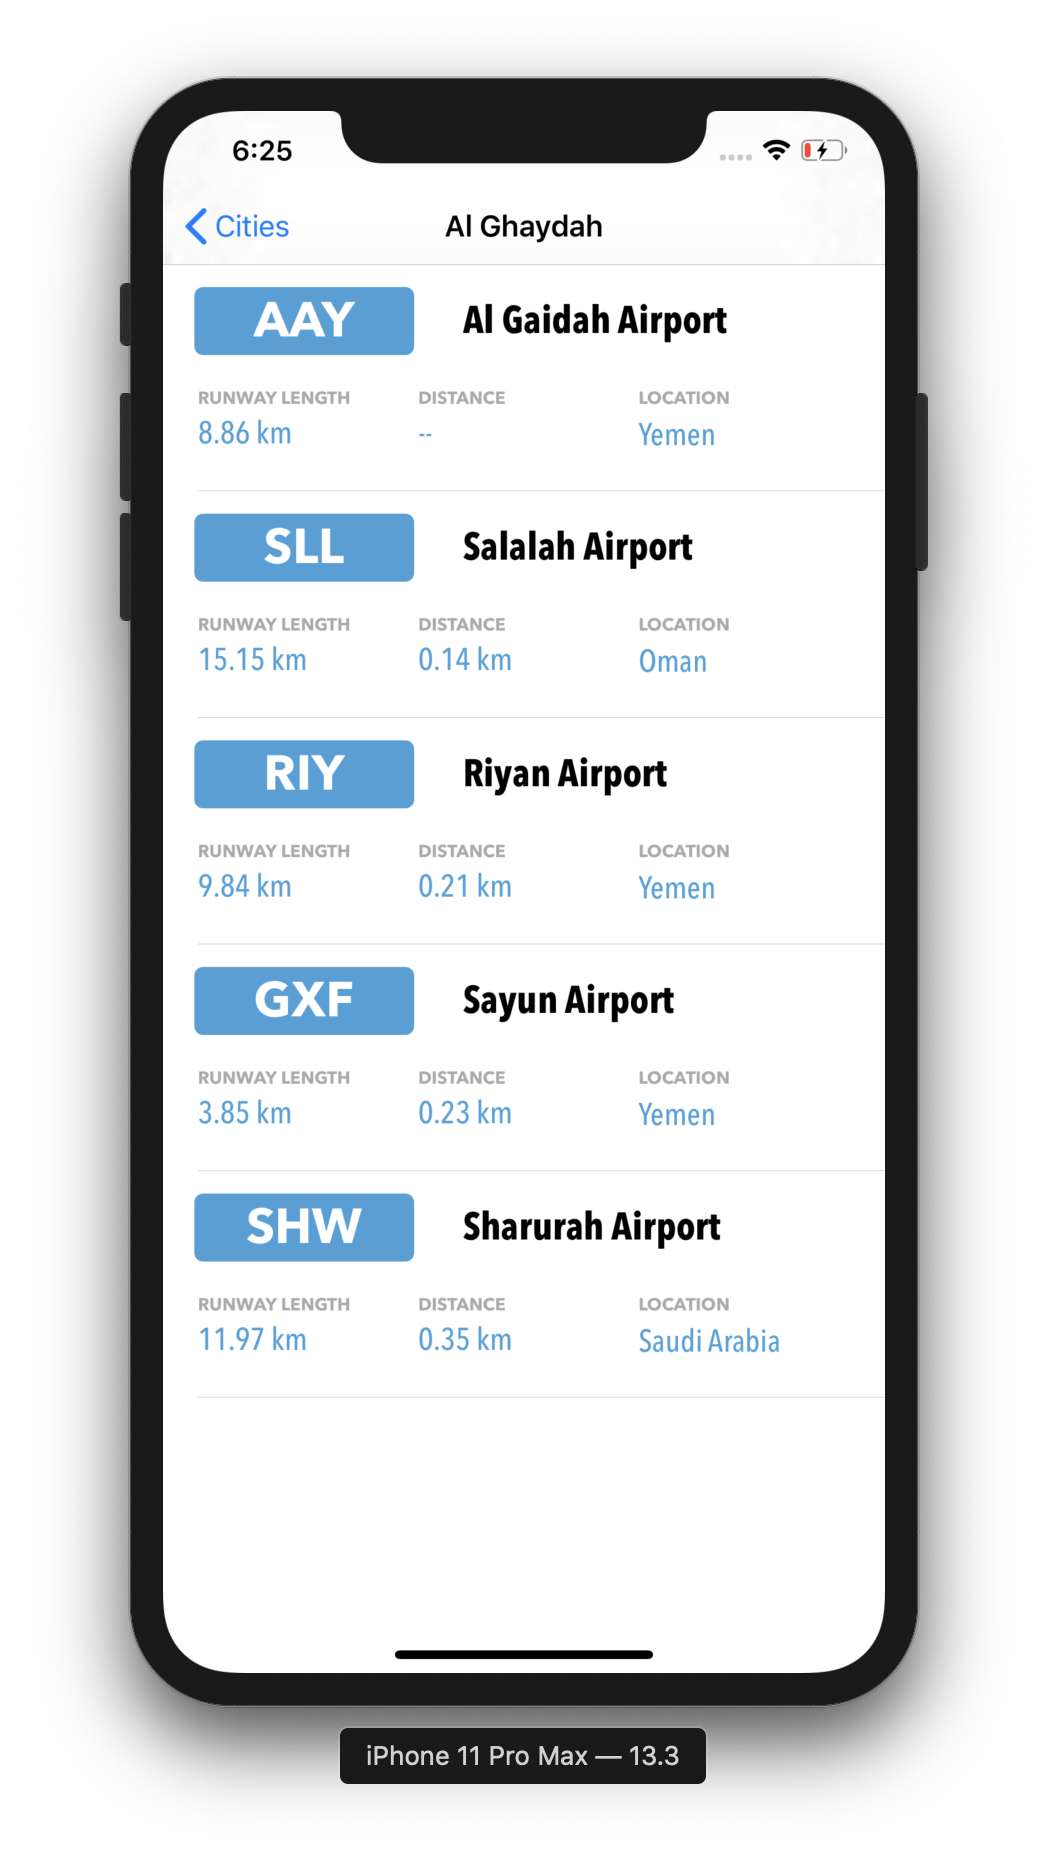 6:25
Cities
Al Ghaydah
AAY
Al Gaidah Airport
RUNWAY LENGTH DISTANCE LOCATION
8.86 km -- Yemen
SLL
Salalah Airport
RUNWAY LENGTH DISTANCE LOCATION
15.15 km 0.14 km Oman
RIY
Riyan Airport
RUNWAY LENGTH DISTANCE LOCATION
9.84 km 0.21 km Yemen
GXF
Sayun Airport
RUNWAY LENGTH DISTANCE LOCATION
3.85 km 0.23 km Yemen
SHW
Sharurah Airport
RUNWAY LENGTH DISTANCE LOCATION
11.97 km 0.35 km Saudi Arabia
iPhone 11 Pro Max — 13.3